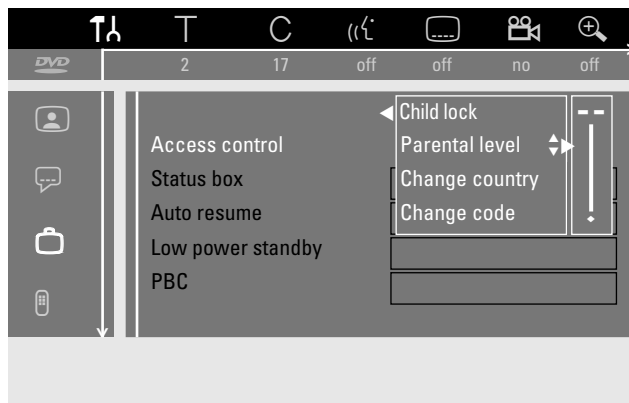 T C
DVD 2 17 off off no off
Child lock
Access control Parental level
Status box Change country
Auto resume Change code
Low power standby
PBC